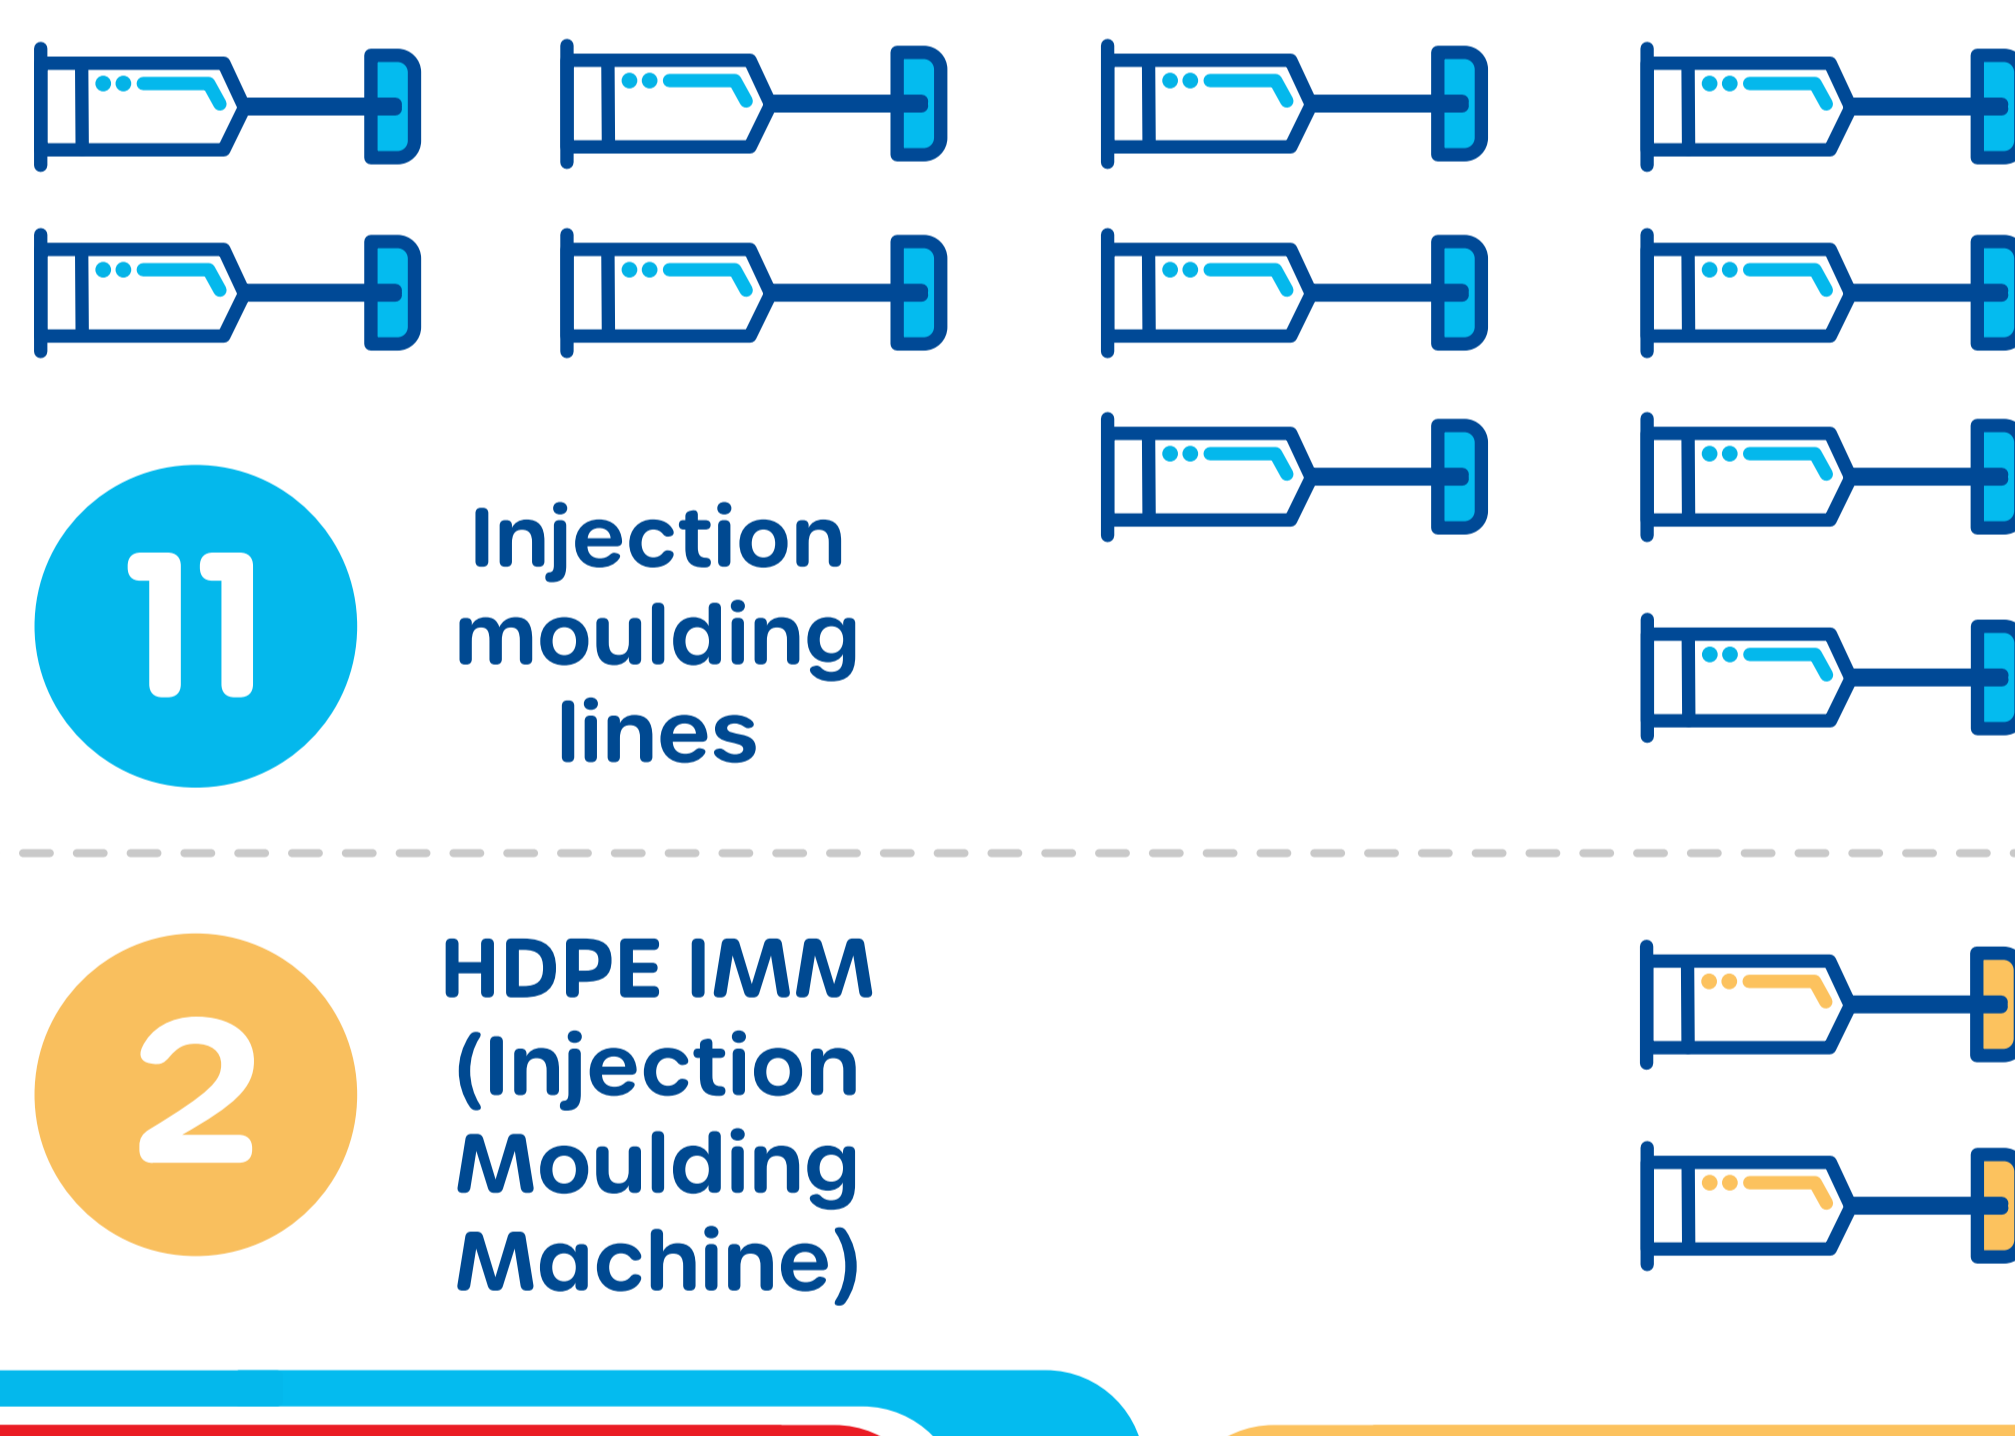 11
Injection
moulding
lines
2
HDPE IMM
(Injection
Moulding
Machine)